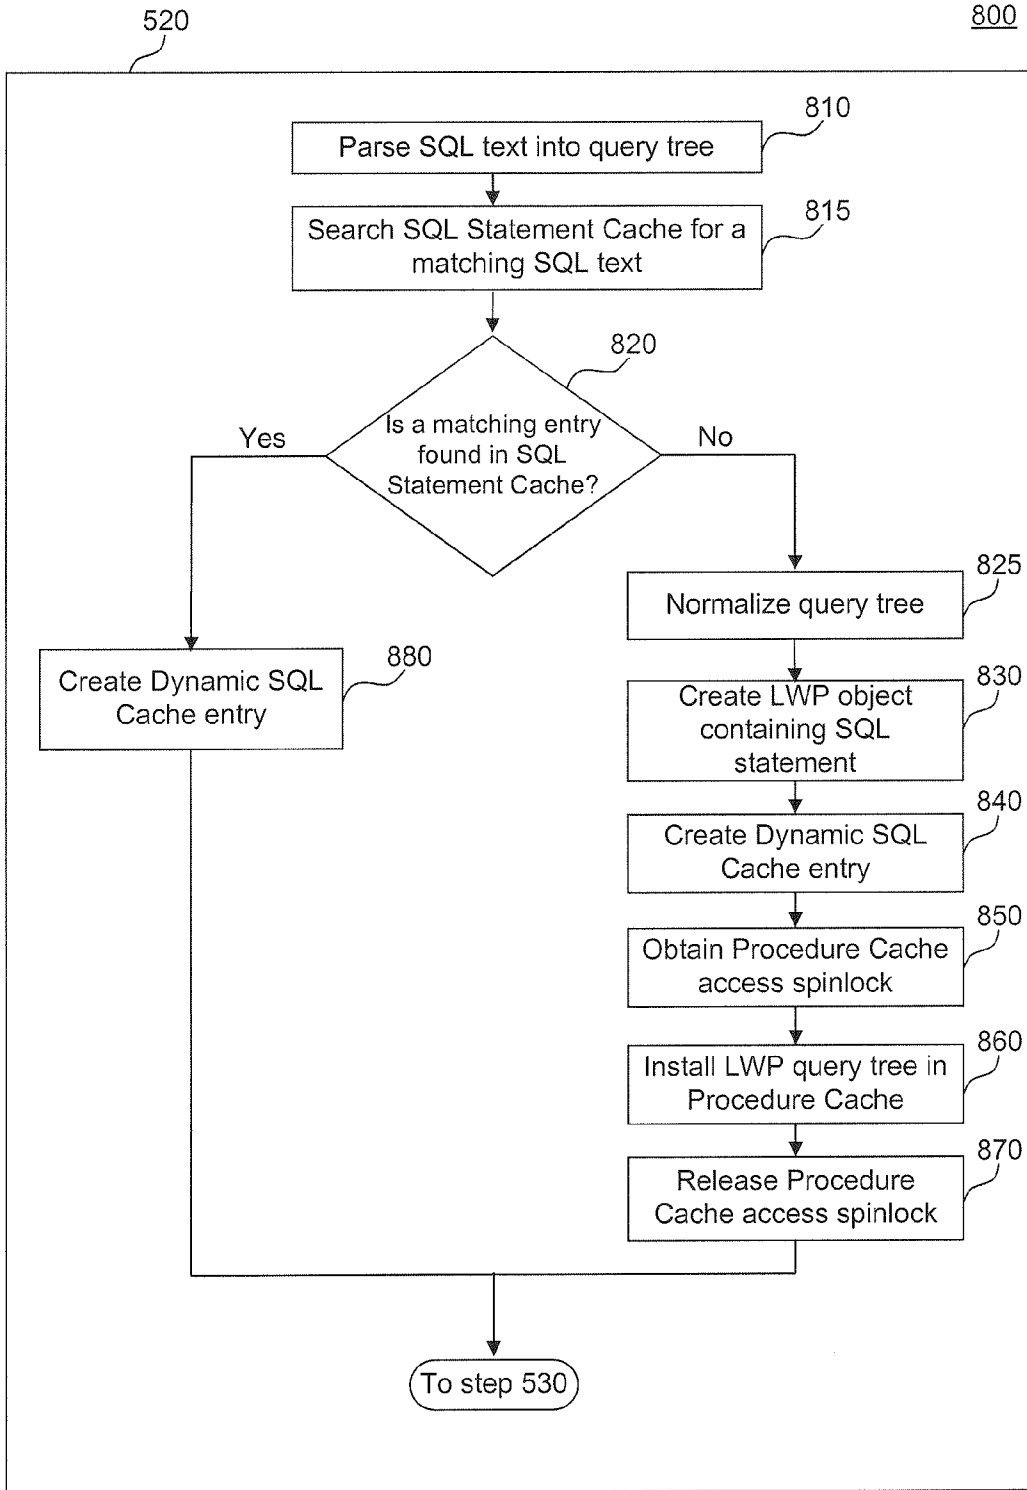 520
800
810
Parse SQL text into query tree
815
Search SQL Statement Cache for a
matching SQL text
820
Is a matching entry
found in SQL
Statement Cache?
Yes
No
825
Normalize query tree
880
Create Dynamic SQL
Cache entry
830
Create LWP object
containing SQL
statement
840
Create Dynamic SQL
Cache entry
850
Obtain Procedure Cache
access spinlock
860
Install LWP query tree in
Procedure Cache
870
Release Procedure
Cache access spinlock
To step 530